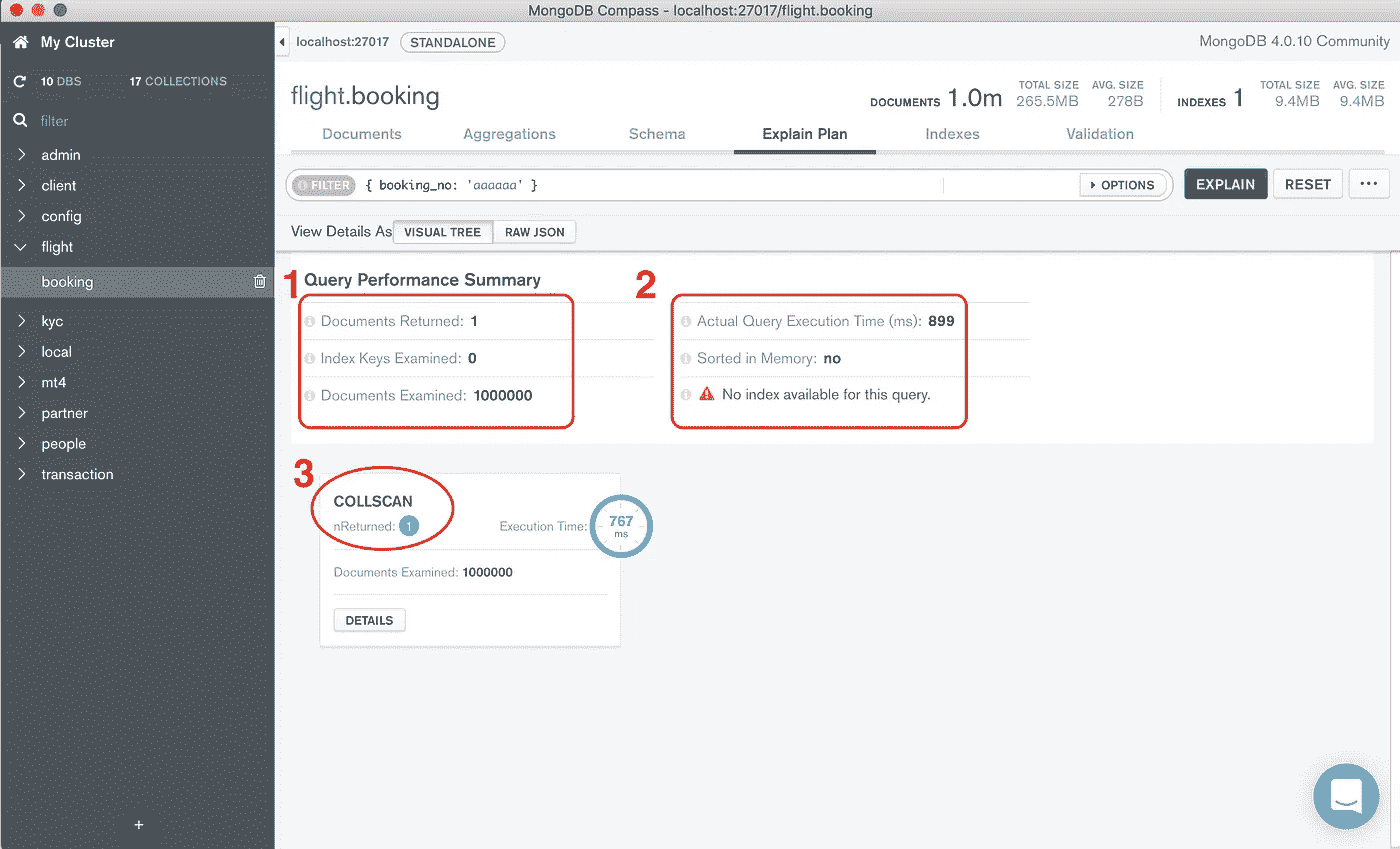 MongoDB Compass - localhost:27017/flight.booking
My Cluster
10 DBS 17 COLLECTIONS
filter
admin
client
config
flight
booking
kyc
local
mt4
partner
people
transaction
+
localhost:27017 STANDALONE MongoDB 4.0.10 Community
flight.booking
DOCUMENTS 1.0m TOTAL SIZE 265.5MB AVG. SIZE 278B INDEXES 1 TOTAL SIZE 9.4MB AVG. SIZE 9.4MB
Documents Aggregations Schema Explain Plan Indexes Validation
FILTER { booking_no: 'aaaaaa' } OPTIONS EXPLAIN RESET ...
View Details As VISUAL TREE RAW JSON
1 Query Performance Summary
Documents Returned: 1
Index Keys Examined: 0
Documents Examined: 1000000
2
Actual Query Execution Time (ms): 899
Sorted in Memory: no
No index available for this query.
3
COLLSCAN
nReturned: 1 Execution Time: 767 ms
Documents Examined: 1000000
DETAILS